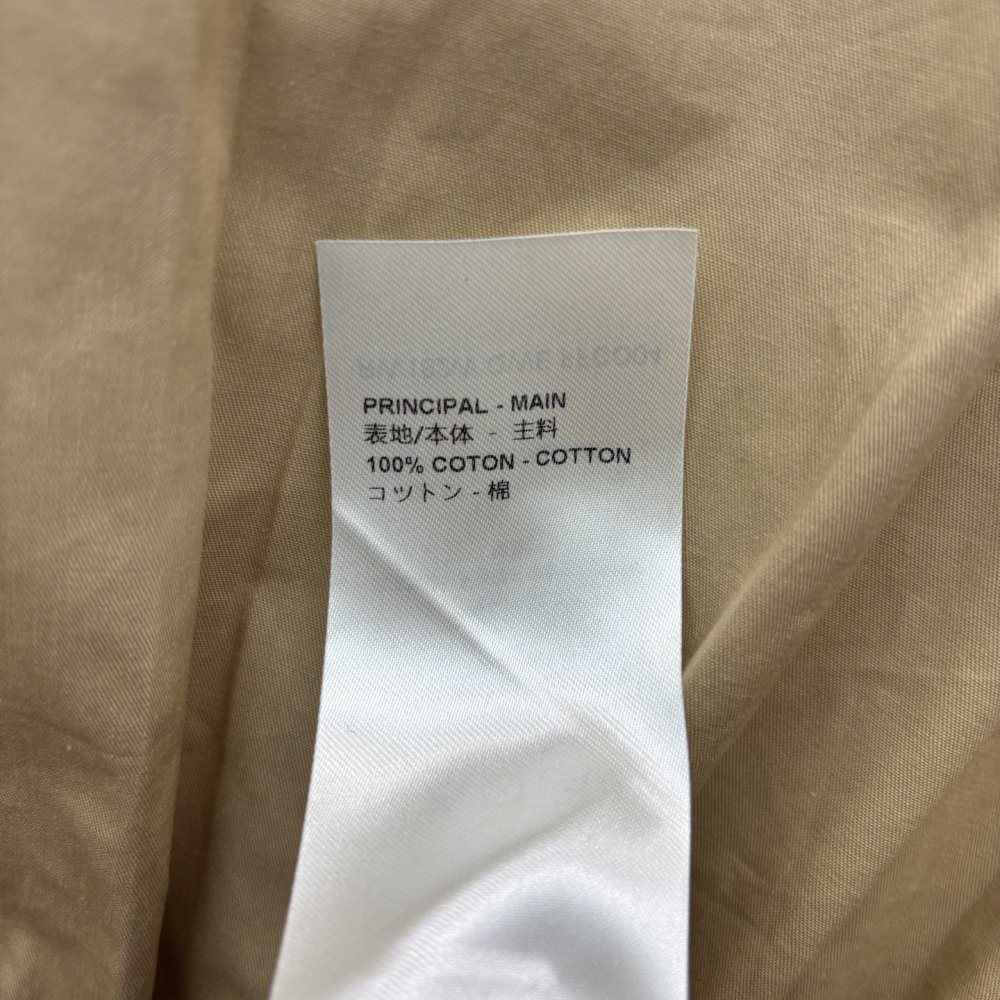 PRINCIPAL - MAIN
表地/本体 - 主料
100% COTON - COTTON
コットン - 棉